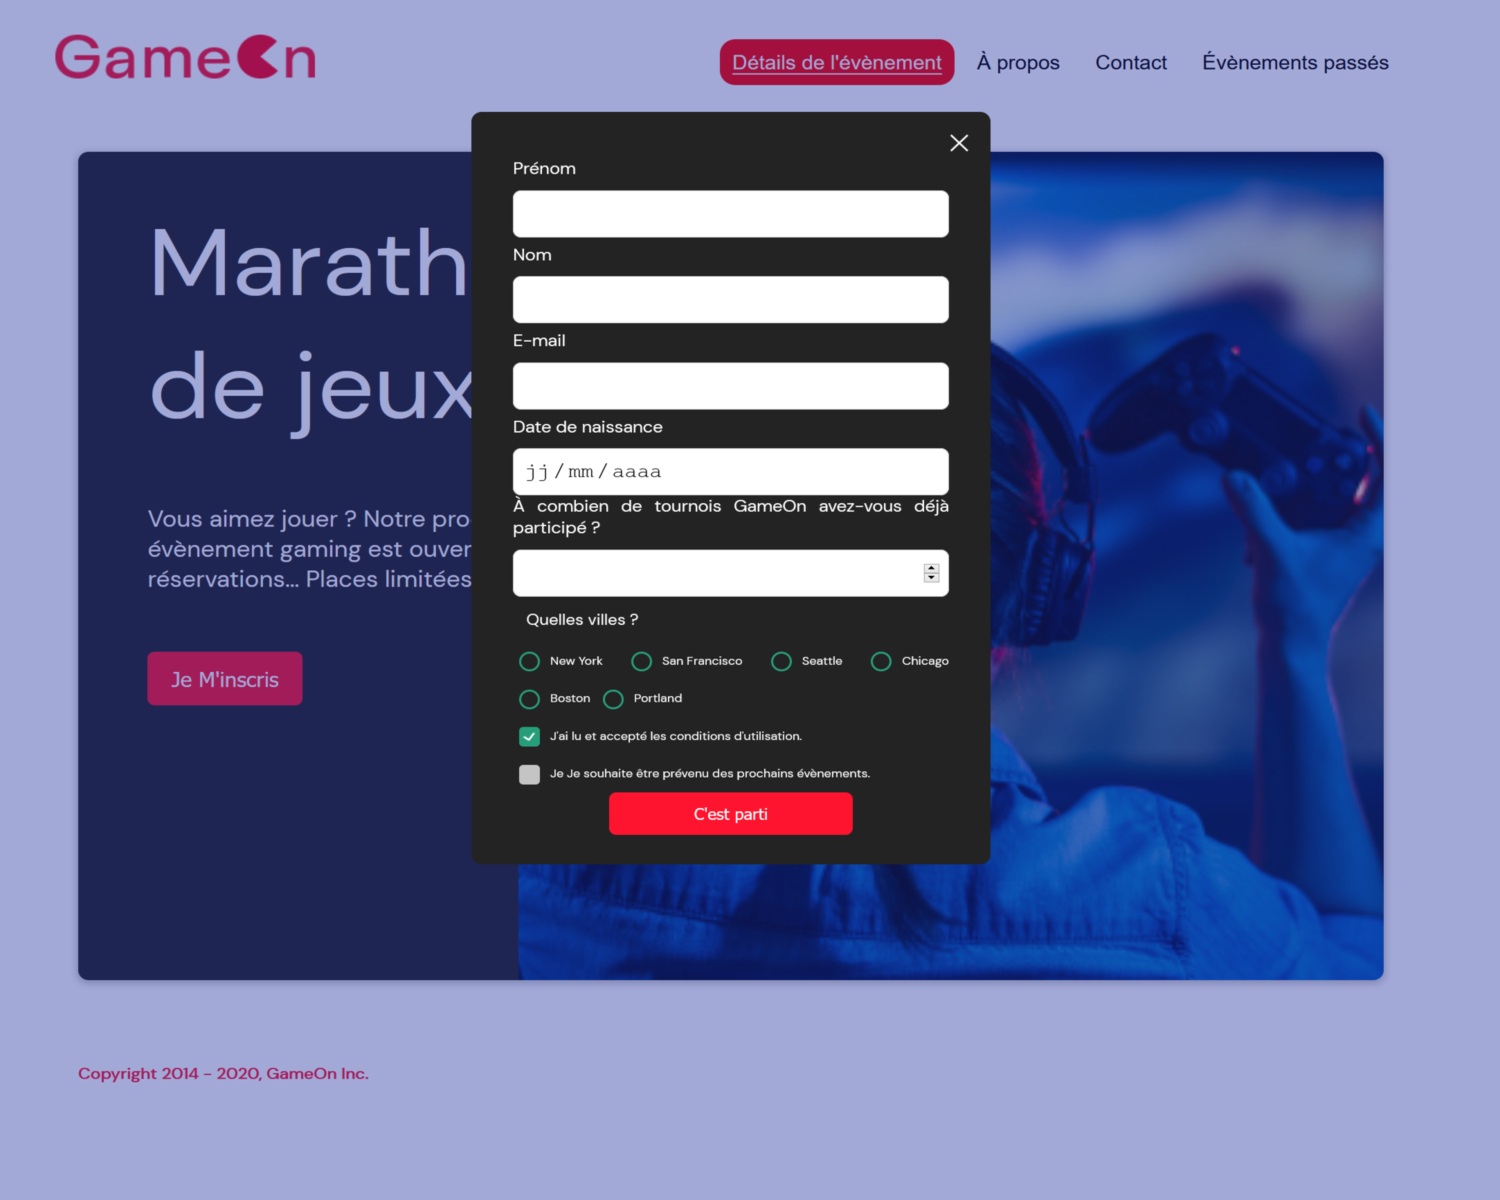 GameOn
Détails de l'évènement À propos Contact Évènements passés
Marath
de jeux
Vous aimez jouer ? Notre pro
évènement gaming est ouver
réservations... Places limitées
Je M'inscris
Prénom
Nom
E-mail
Date de naissance
jj/mm/aaaa
À combien de tournois GameOn avez-vous déjà
participé ?
Quelles villes ?
New York San Francisco Seattle Chicago
Boston Portland
J'ai lu et accepté les conditions d'utilisation.
Je Je souhaite être prévenu des prochains évènements.
C'est parti
Copyright 2014 - 2020, GameOn Inc.